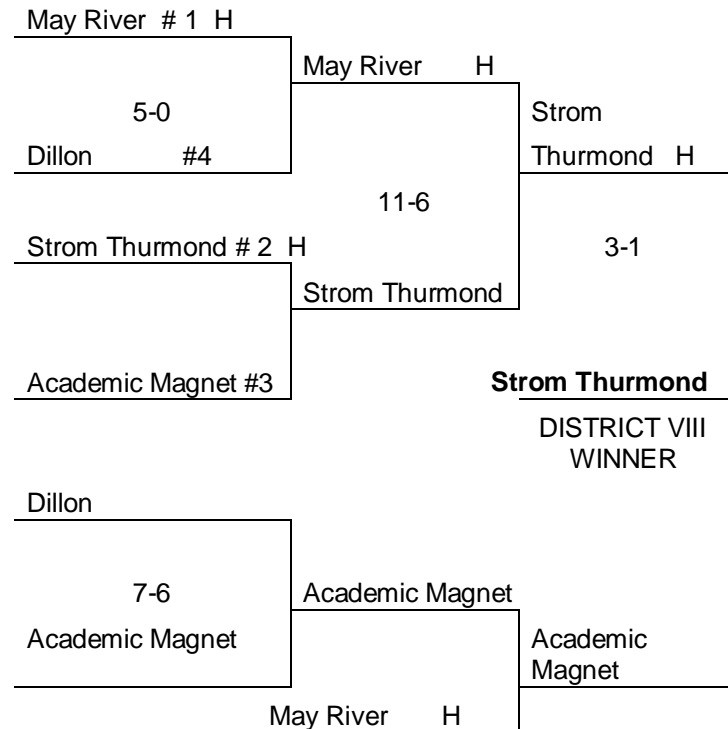 May River # 1 H
May River H
5-0
Strom
Dillon #4
Thurmond H
11-6
Strom Thurmond # 2 H
3-1
Strom Thurmond
Academic Magnet #3
Strom Thurmond
DISTRICT VIII
WINNER
Dillon
7-6
Academic Magnet
Academic Magnet
Academic
Magnet
May River H